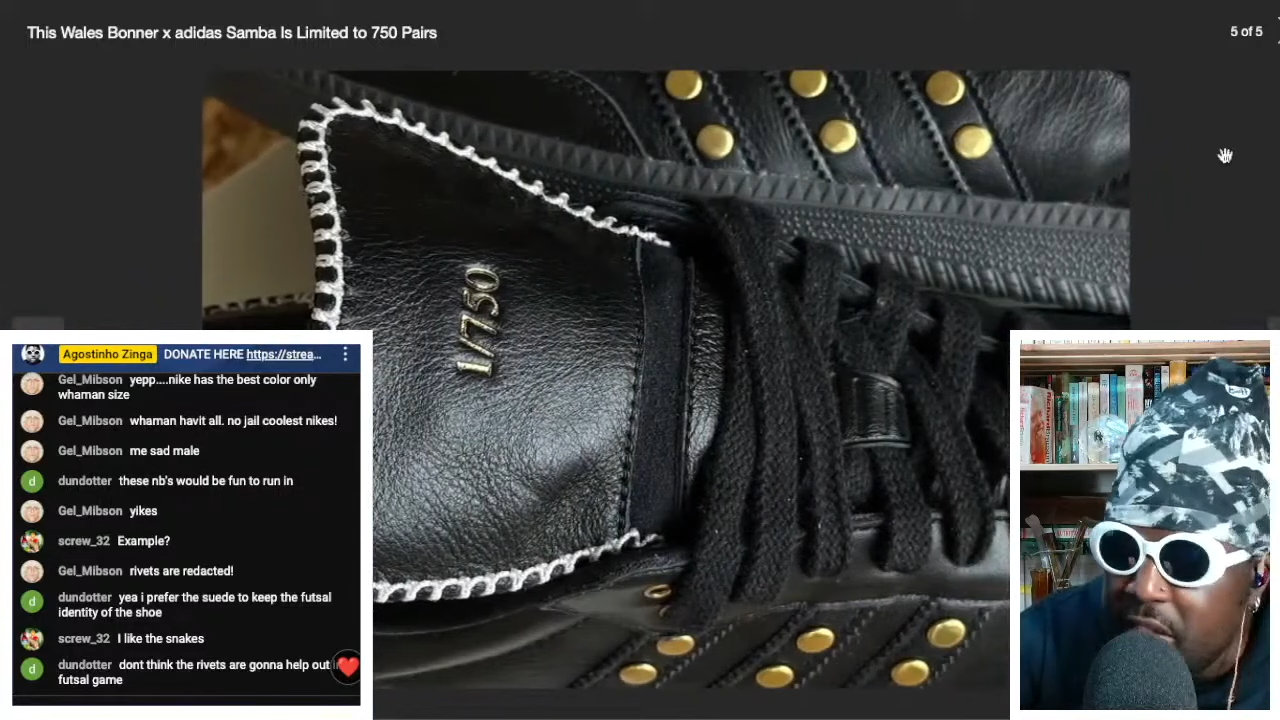 This Wales Bonner x adidas Samba Is Limited to 750 Pairs
5 of 5
1/750
Agostinho Zinga DONATE HERE https://strea...
Gel_Mibson yepp....nike has the best color only
whaman size
Gel_Mibson whaman havit all. no jail coolest nikes!
Gel_Mibson me sad male
d dundotter these nb's would be fun to run in
Gel_Mibson yikes
screw_32 Example?
Gel_Mibson rivets are redacted!
d dundotter yea i prefer the suede to keep the futsal
identity of the shoe
screw_32 I like the snakes
d dundotter dont think the rivets are gonna help out
futsal game